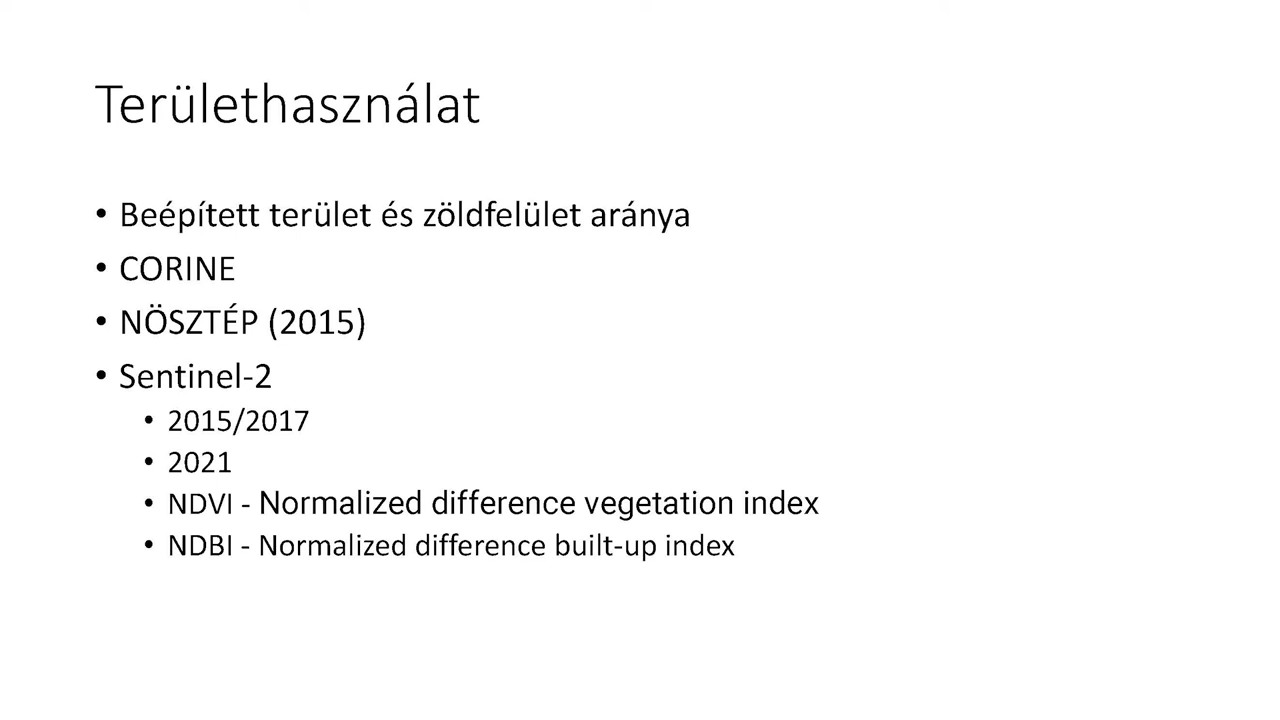 Területhasználat
• Beépített terület és zöldfelület aránya
• CORINE
• NÖSZTÉP (2015)
• Sentinel-2
• 2015/2017
• 2021
• NDVI - Normalized difference vegetation index
• NDBI - Normalized difference built-up index